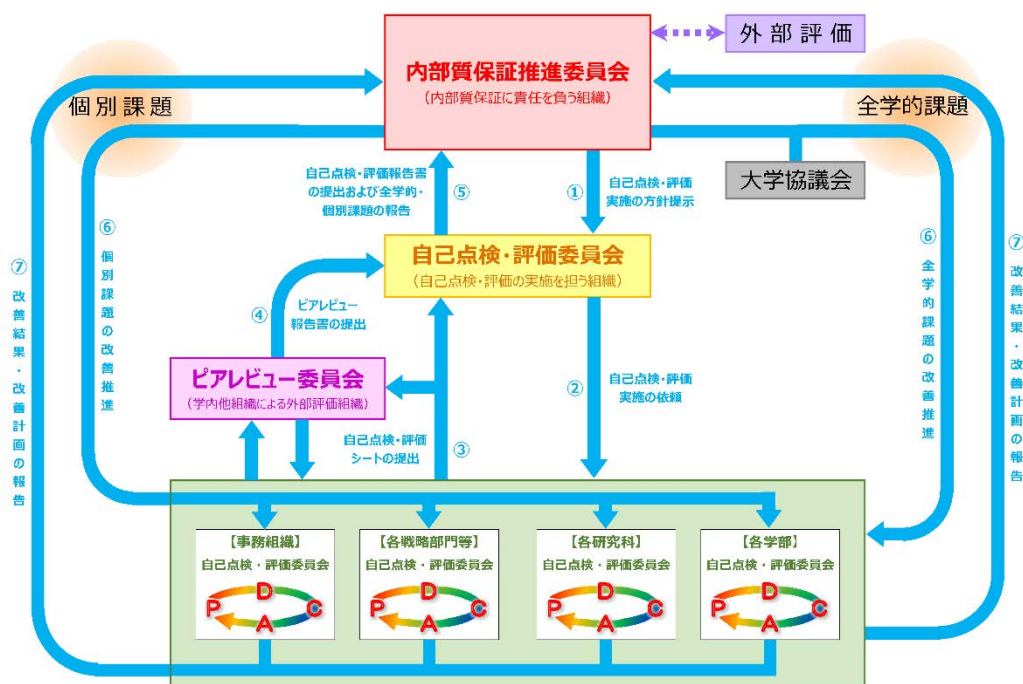 外部評価
内部質保証推進委員会
（内部質保証に責任を負う組織）
個別課題
全学的課題
大学協議会
自己点検・評価報告書
の提出および全学的・
個別課題の報告
⑤
①
自己点検・評価
実施の方針提示
自己点検・評価委員会
（自己点検・評価の実施を担う組織）
④
ピアレビュー
報告書の提出
ピアレビュー委員会
（学内他組織による外部評価組織）
②
自己点検・評価
実施の依頼
自己点検・評価
シートの提出
③
⑥個別課題の改善推進
⑦改善結果・改善計画の報告
⑥全学的課題の改善推進
⑦改善結果・改善計画の報告
【事務組織】
自己点検・評価委員会
P D C A
【各戦略部門等】
自己点検・評価委員会
P D C A
【各研究科】
自己点検・評価委員会
P D C A
【各学部】
自己点検・評価委員会
P D C A